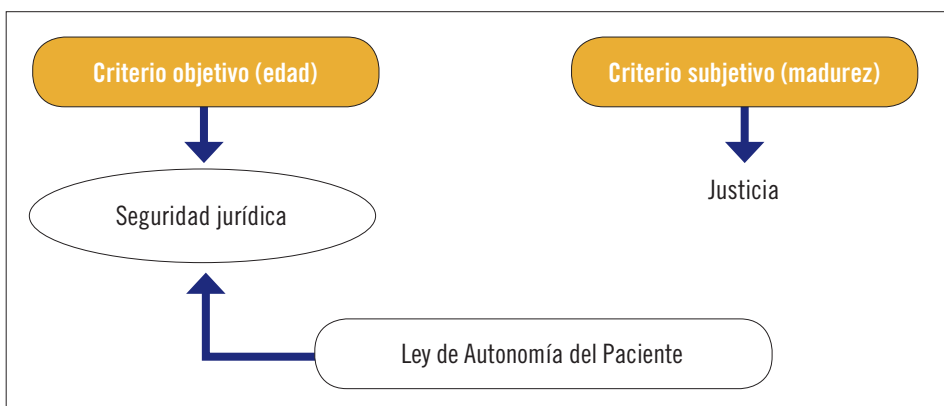 Criterio objetivo (edad)
Criterio subjetivo (madurez)
Seguridad jurídica
Justicia
Ley de Autonomía del Paciente